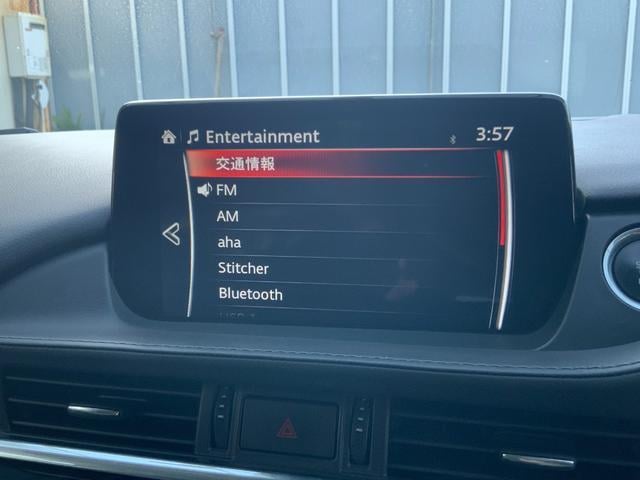 Entertainment
3:57
交通情報
FM
AM
aha
Stitcher
Bluetooth